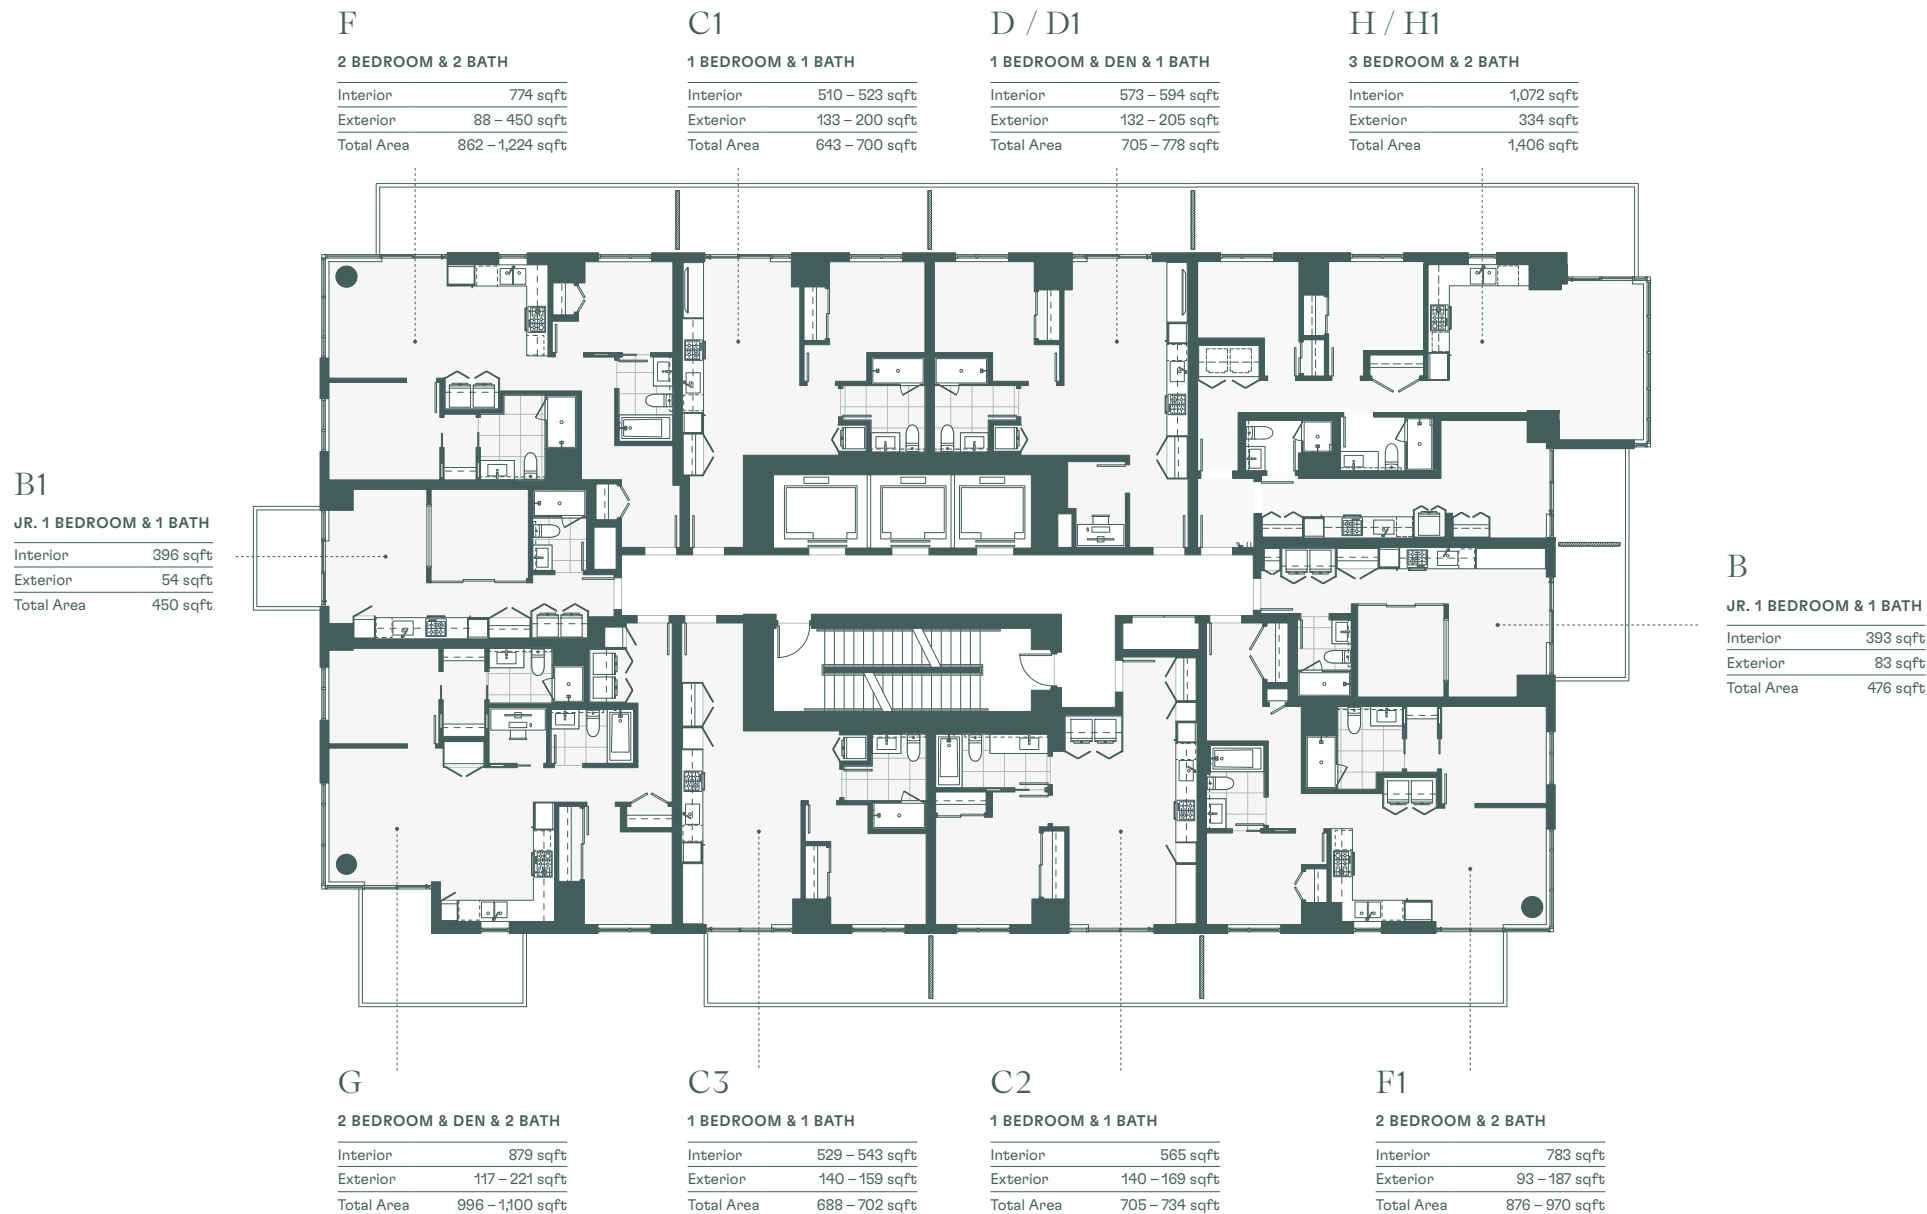 F
2 BEDROOM & 2 BATH
Interior 774 sqft
Exterior 88 – 450 sqft
Total Area 862 – 1,224 sqft
C1
1 BEDROOM & 1 BATH
Interior 510 – 523 sqft
Exterior 133 – 200 sqft
Total Area 643 – 700 sqft
D / D1
1 BEDROOM & DEN & 1 BATH
Interior 573 – 594 sqft
Exterior 132 – 205 sqft
Total Area 705 – 778 sqft
H / H1
3 BEDROOM & 2 BATH
Interior 1,072 sqft
Exterior 334 sqft
Total Area 1,406 sqft
B1
JR. 1 BEDROOM & 1 BATH
Interior 396 sqft
Exterior 54 sqft
Total Area 450 sqft
B
JR. 1 BEDROOM & 1 BATH
Interior 393 sqft
Exterior 83 sqft
Total Area 476 sqft
G
2 BEDROOM & DEN & 2 BATH
Interior 879 sqft
Exterior 117 – 221 sqft
Total Area 996 – 1,100 sqft
C3
1 BEDROOM & 1 BATH
Interior 529 – 543 sqft
Exterior 140 – 159 sqft
Total Area 688 – 702 sqft
C2
1 BEDROOM & 1 BATH
Interior 565 sqft
Exterior 140 – 169 sqft
Total Area 705 – 734 sqft
F1
2 BEDROOM & 2 BATH
Interior 783 sqft
Exterior 93 – 187 sqft
Total Area 876 – 970 sqft